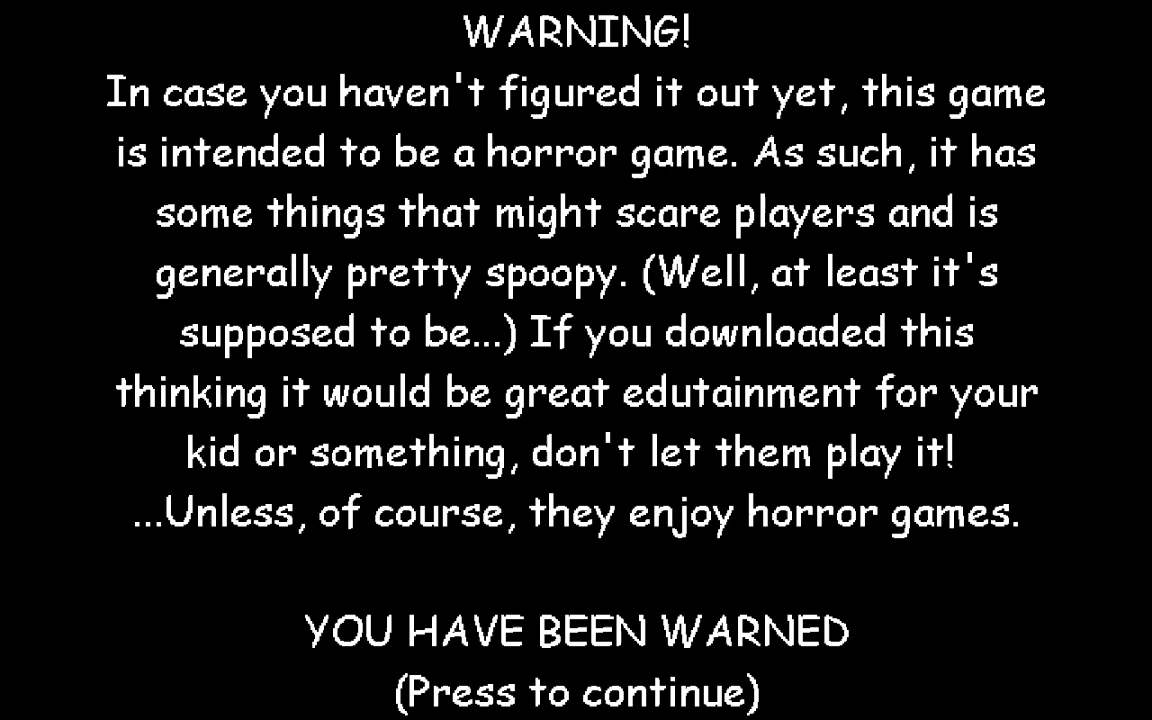 WARNING!
In case you haven't figured it out yet, this game
is intended to be a horror game. As such, it has
some things that might scare players and is
generally pretty spoopy. (Well, at least it's
supposed to be...) If you downloaded this
thinking it would be great edutainment for your
kid or something, don't let them play it!
...Unless, of course, they enjoy horror games.
YOU HAVE BEEN WARNED
(Press to continue)